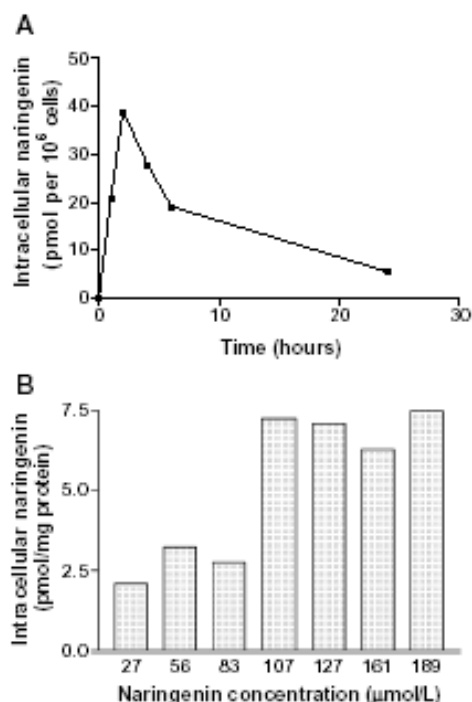 A
Intracellular naringenin
(pmol per 10⁶ cells)
50
40
30
20
10
0
0 10 20 30
Time (hours)
B
Intracellular naringenin
(pmol/mg protein)
7.5
5.0
2.5
0.0
27 56 83 107 127 161 189
Naringenin concentration (µmol/L)